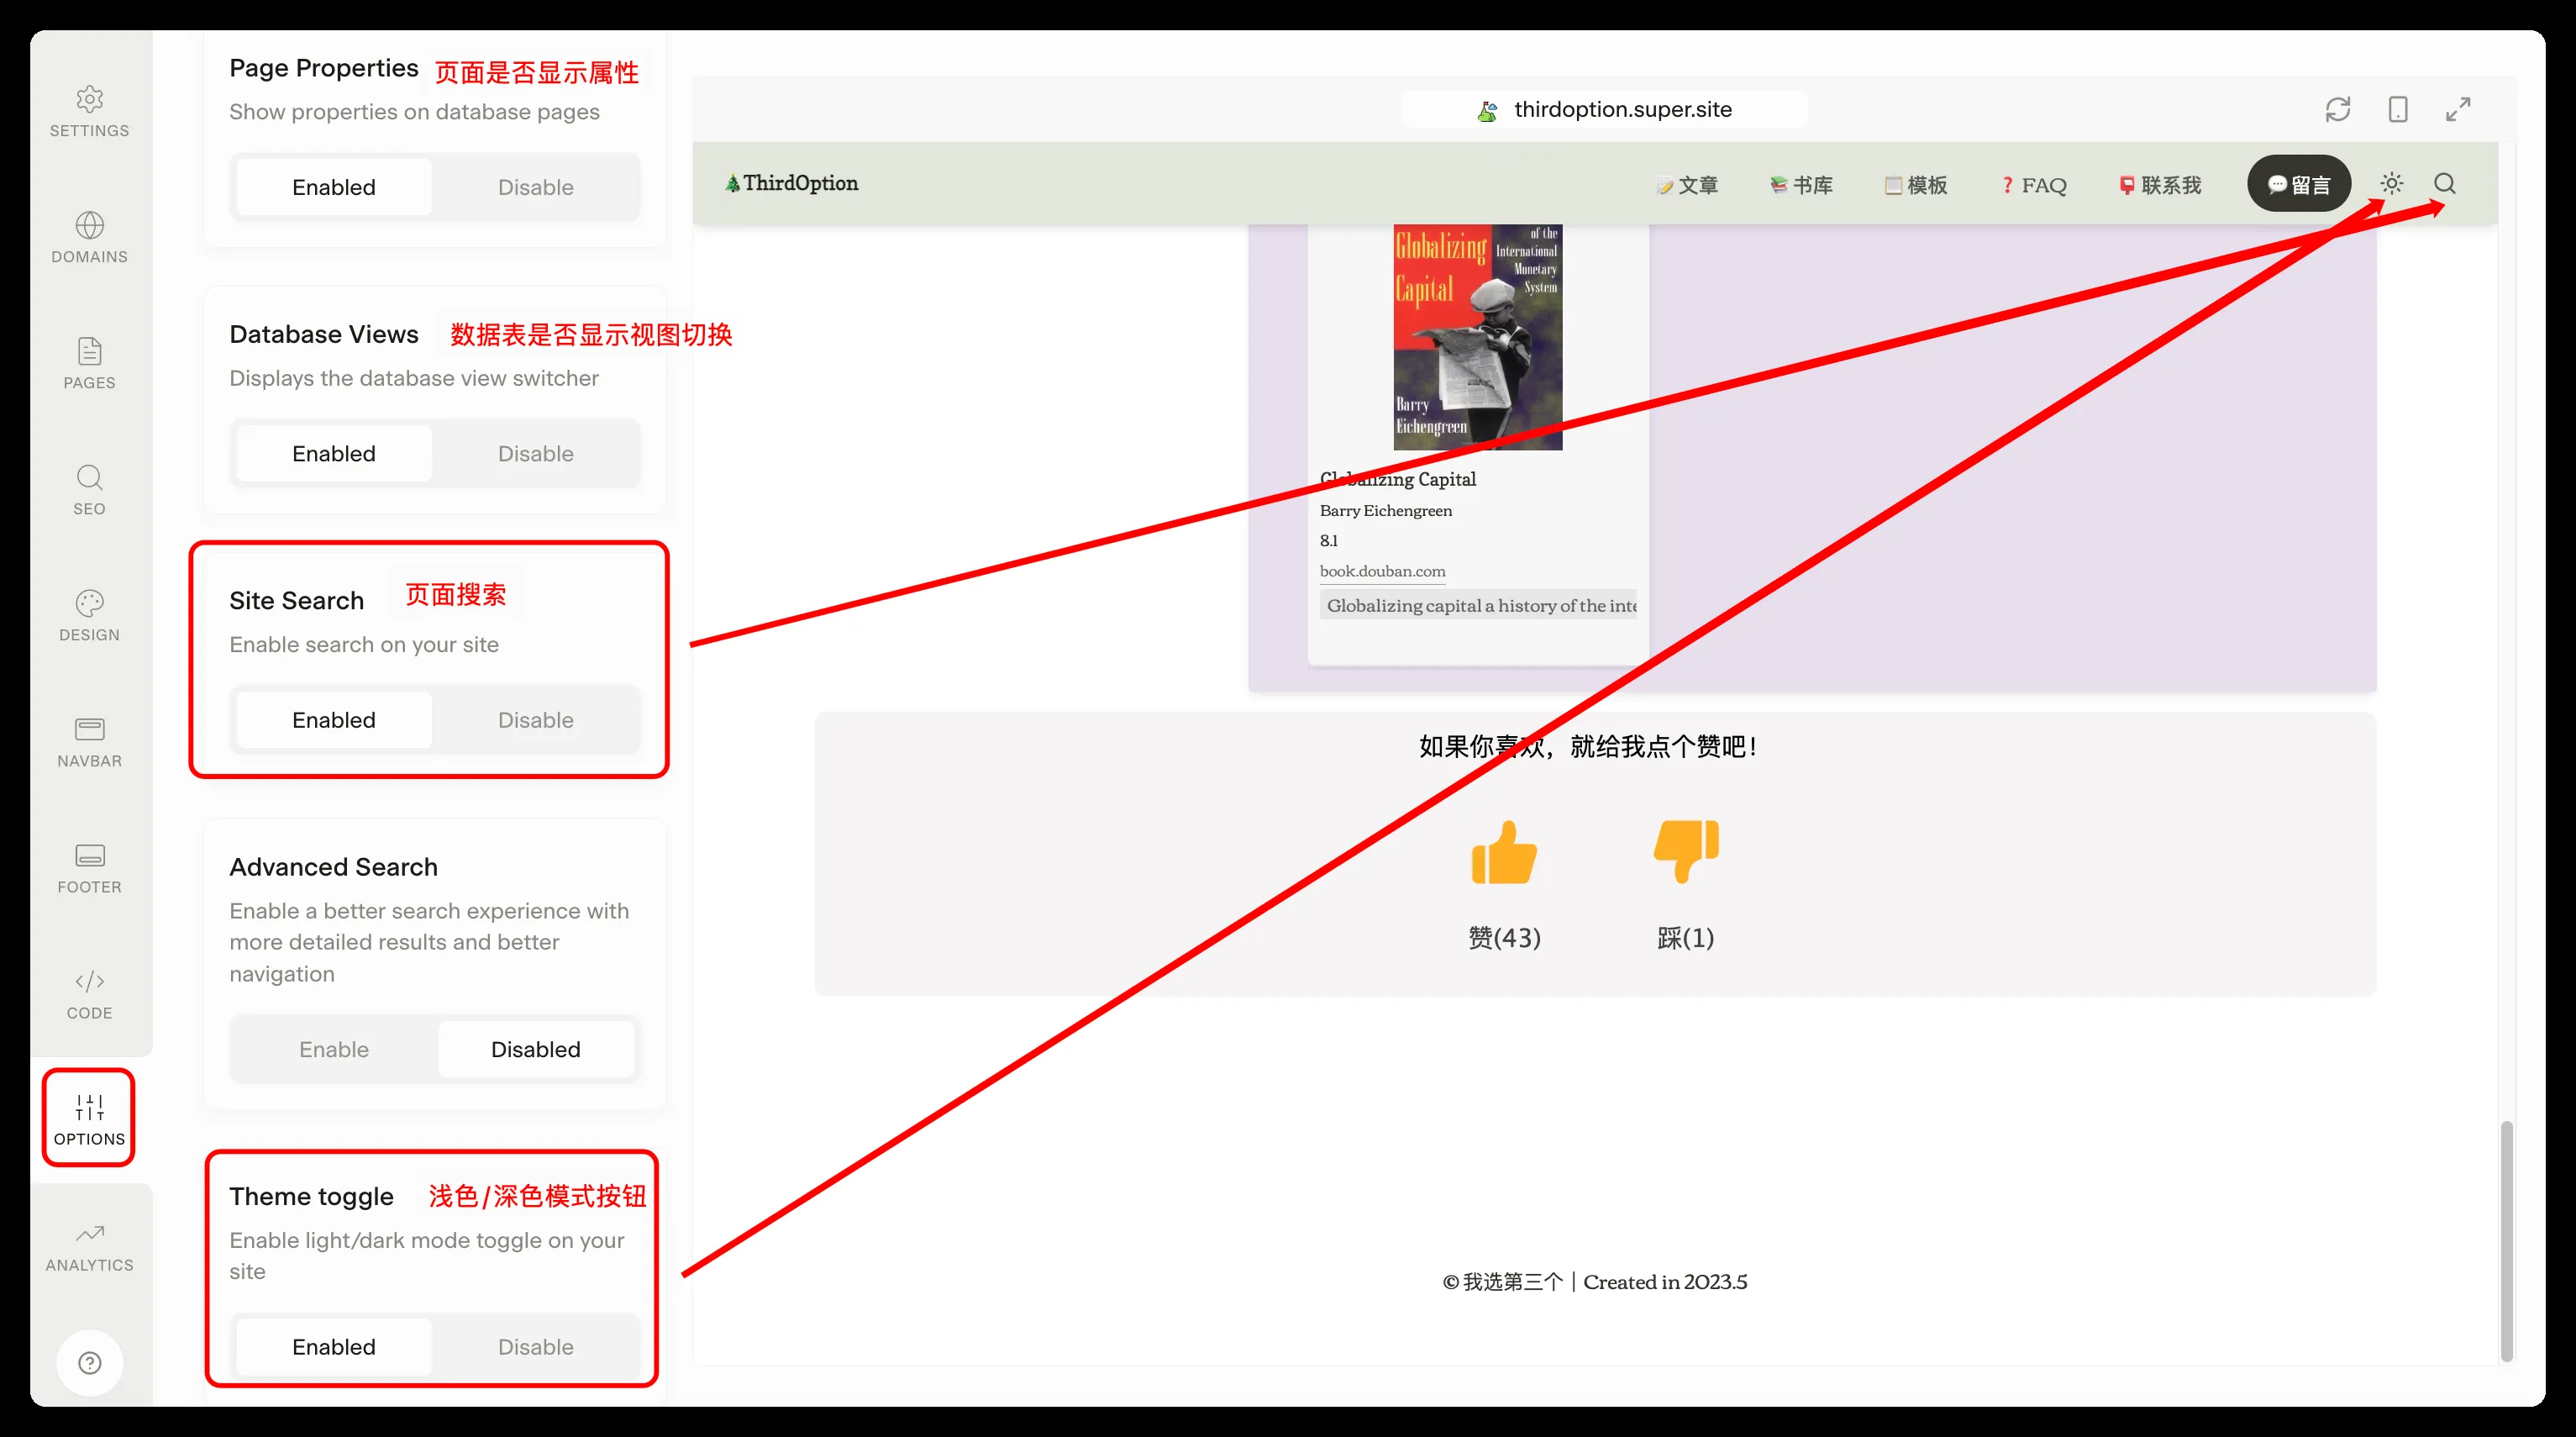 SETTINGS
DOMAINS
PAGES
SEO
DESIGN
NAVBAR
FOOTER
CODE
OPTIONS
ANALYTICS
Page Properties 页面是否显示属性
Show properties on database pages
Enabled Disable
Database Views 数据表是否显示视图切换
Displays the database view switcher
Enabled Disable
Site Search 页面搜索
Enable search on your site
Enabled Disable
Advanced Search
Enable a better search experience with
more detailed results and better
navigation
Enable Disabled
Theme toggle 浅色/深色模式按钮
Enable light/dark mode toggle on your
site
Enabled Disable
thirdoption.super.site
🎄ThirdOption 📝文章 📚书库 📋模板 ❓FAQ 📮联系我 💬留言
Globalizing
Capital
of the
International
Monetary
System
Barry
Eichengreen
Globalizing Capital
Barry Eichengreen
8.1
book.douban.com
Globalizing capital a history of the inte
如果你喜欢，就给我点个赞吧！
赞(43) 踩(1)
© 我选第三个 | Created in 2023.5